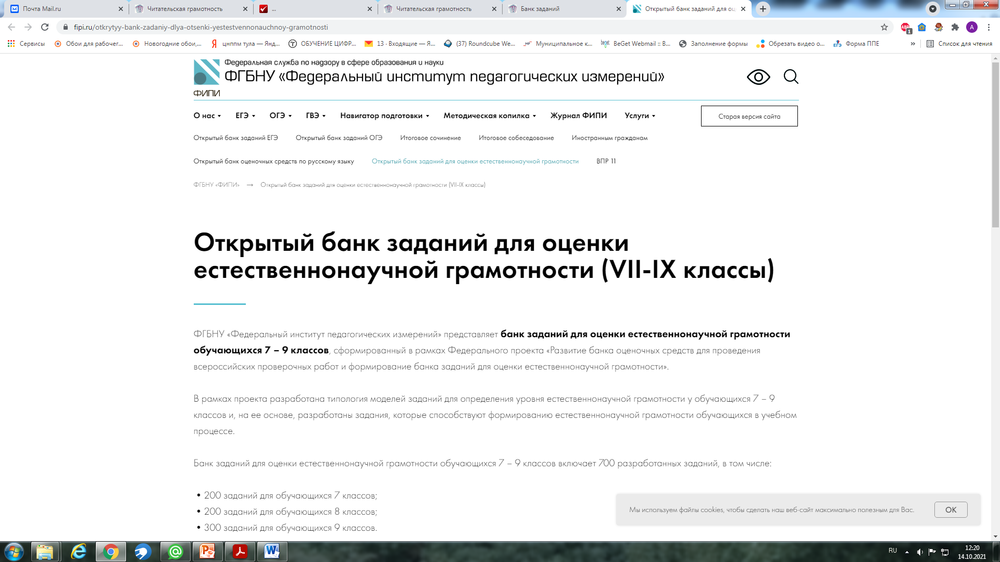 Почта Mail.ru
Читательская грамотность
...
Читательская грамотность
Банк заданий
Открытый банк заданий для оц
fipi.ru/otkrytyy-bank-zadaniy-dlya-otsenki-yestestvennonauchnoy-gramotnosti
ABP
1
A
Сервисы
Обои для рабочег...
Новогодние обои,...
Я цнппм тула — Янд...
ОБУЧЕНИЕ ЦИФР...
13 · Входящие — Я...
(37) Roundcube We...
Муниципальное к...
BeGet Webmail :: В...
Заполнение формы
Обрезать видео о...
ЕГЭ Форма ППЕ
»
Список для чтения
Федеральная служба по надзору в сфере образования и науки
ФГБНУ «Федеральный институт педагогических измерений»
ФИПИ
О нас
ЕГЭ
ОГЭ
ГВЭ
Навигатор подготовки
Методическая копилка
Журнал ФИПИ
Услуги
Старая версия сайта
Открытый банк заданий ЕГЭ
Открытый банк заданий ОГЭ
Итоговое сочинение
Итоговое собеседование
Иностранным гражданам
Открытый банк оценочных средств по русскому языку
Открытый банк заданий для оценки естественнонаучной грамотности
ВПР 11
ФГБНУ «ФИПИ» → Открытый банк заданий для оценки естественнонаучной грамотности (VII-IX классы)
Открытый банк заданий для оценки
естественнонаучной грамотности (VII-IX классы)
ФГБНУ «Федеральный институт педагогических измерений» представляет банк заданий для оценки естественнонаучной грамотности
обучающихся 7 – 9 классов, сформированный в рамках Федерального проекта «Развитие банка оценочных средств для проведения
всероссийских проверочных работ и формирование банка заданий для оценки естественнонаучной грамотности».
В рамках проекта разработана типология моделей заданий для определения уровня естественнонаучной грамотности у обучающихся 7 – 9
классов и, на ее основе, разработаны задания, которые способствуют формированию естественнонаучной грамотности обучающихся в учебном
процессе.
Банк заданий для оценки естественнонаучной грамотности обучающихся 7 – 9 классов включает 700 разработанных заданий, в том числе:
• 200 заданий для обучающихся 7 классов;
• 200 заданий для обучающихся 8 классов;
• 300 заданий для обучающихся 9 классов.
Мы используем файлы cookies, чтобы сделать наш веб-сайт максимально полезным для Вас.
OK
RU
12:20
14.10.2021